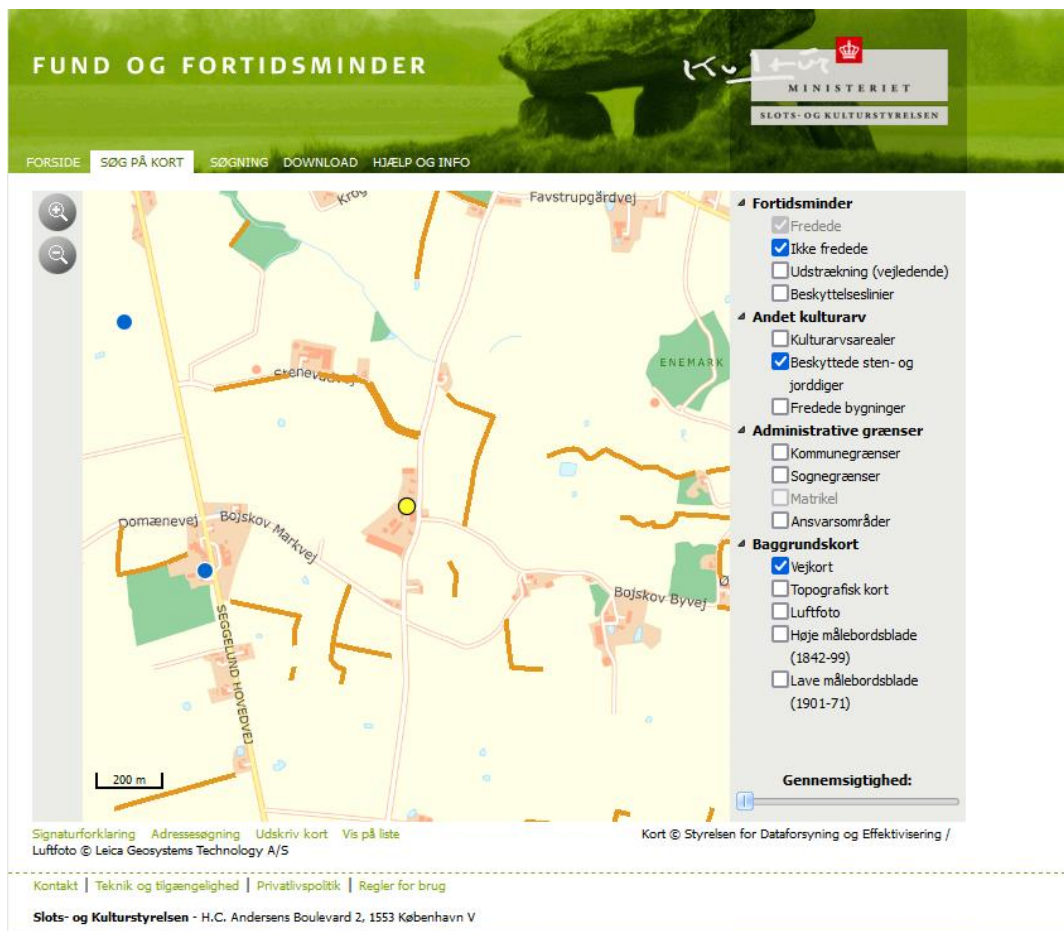 FUND OG FORTIDSMINDER
Kultur
MINISTERIET
SLOTS- OG KULTURSTYRELSEN
FORSIDE SØG PÅ KORT SØGNING DOWNLOAD HJÆLP OG INFO
Krog
Favstrupgårdvej
Stenevadvej
ENEMARK
Domænevej
Bojskov Markvej
Bojskov Byvej
Ø
SEGGELUND HOVEDVEJ
200 m
Fortidsminder
Fredede
Ikke fredede
Udstrækning (vejledende)
Beskyttelseslinier
Andet kulturarv
Kulturarvsarealer
Beskyttede sten- og
jorddiger
Fredede bygninger
Administrative grænser
Kommunegrænser
Sognegrænser
Matrikel
Ansvarsområder
Baggrundskort
Vejkort
Topografisk kort
Luftfoto
Høje målebordsblade
(1842-99)
Lave målebordsblade
(1901-71)
Gennemsigtighed:
Signaturforklaring Adressesøgning Udskriv kort Vis på liste
Kort © Styrelsen for Dataforsyning og Effektivisering /
Luftfoto © Leica Geosystems Technology A/S
Kontakt | Teknik og tilgængelighed | Privatlivspolitik | Regler for brug
Slots- og Kulturstyrelsen - H.C. Andersens Boulevard 2, 1553 København V